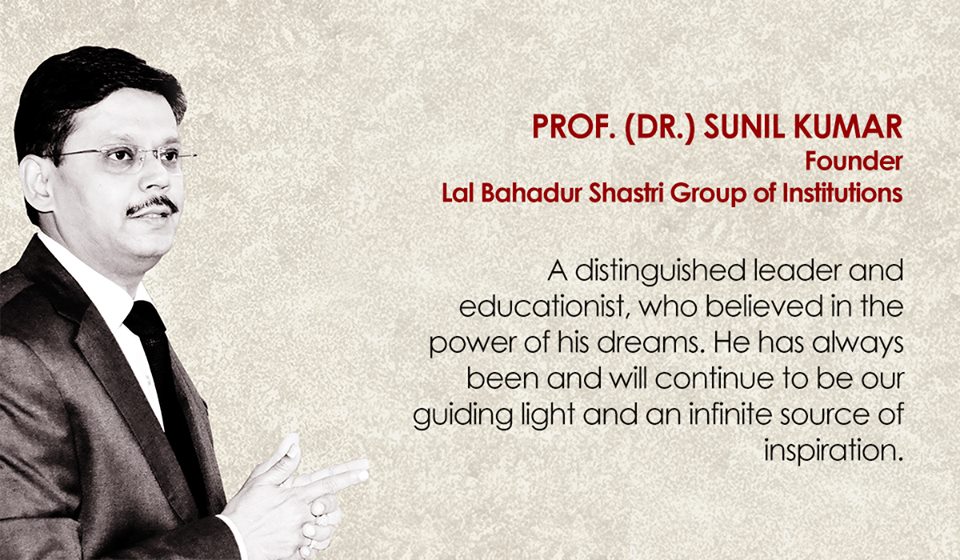 PROF. (DR.) SUNIL KUMAR
Founder
Lal Bahadur Shastri Group of Institutions
A distinguished leader and
educationist, who believed in the
power of his dreams. He has always
been and will continue to be our
guiding light and an infinite source of
inspiration.